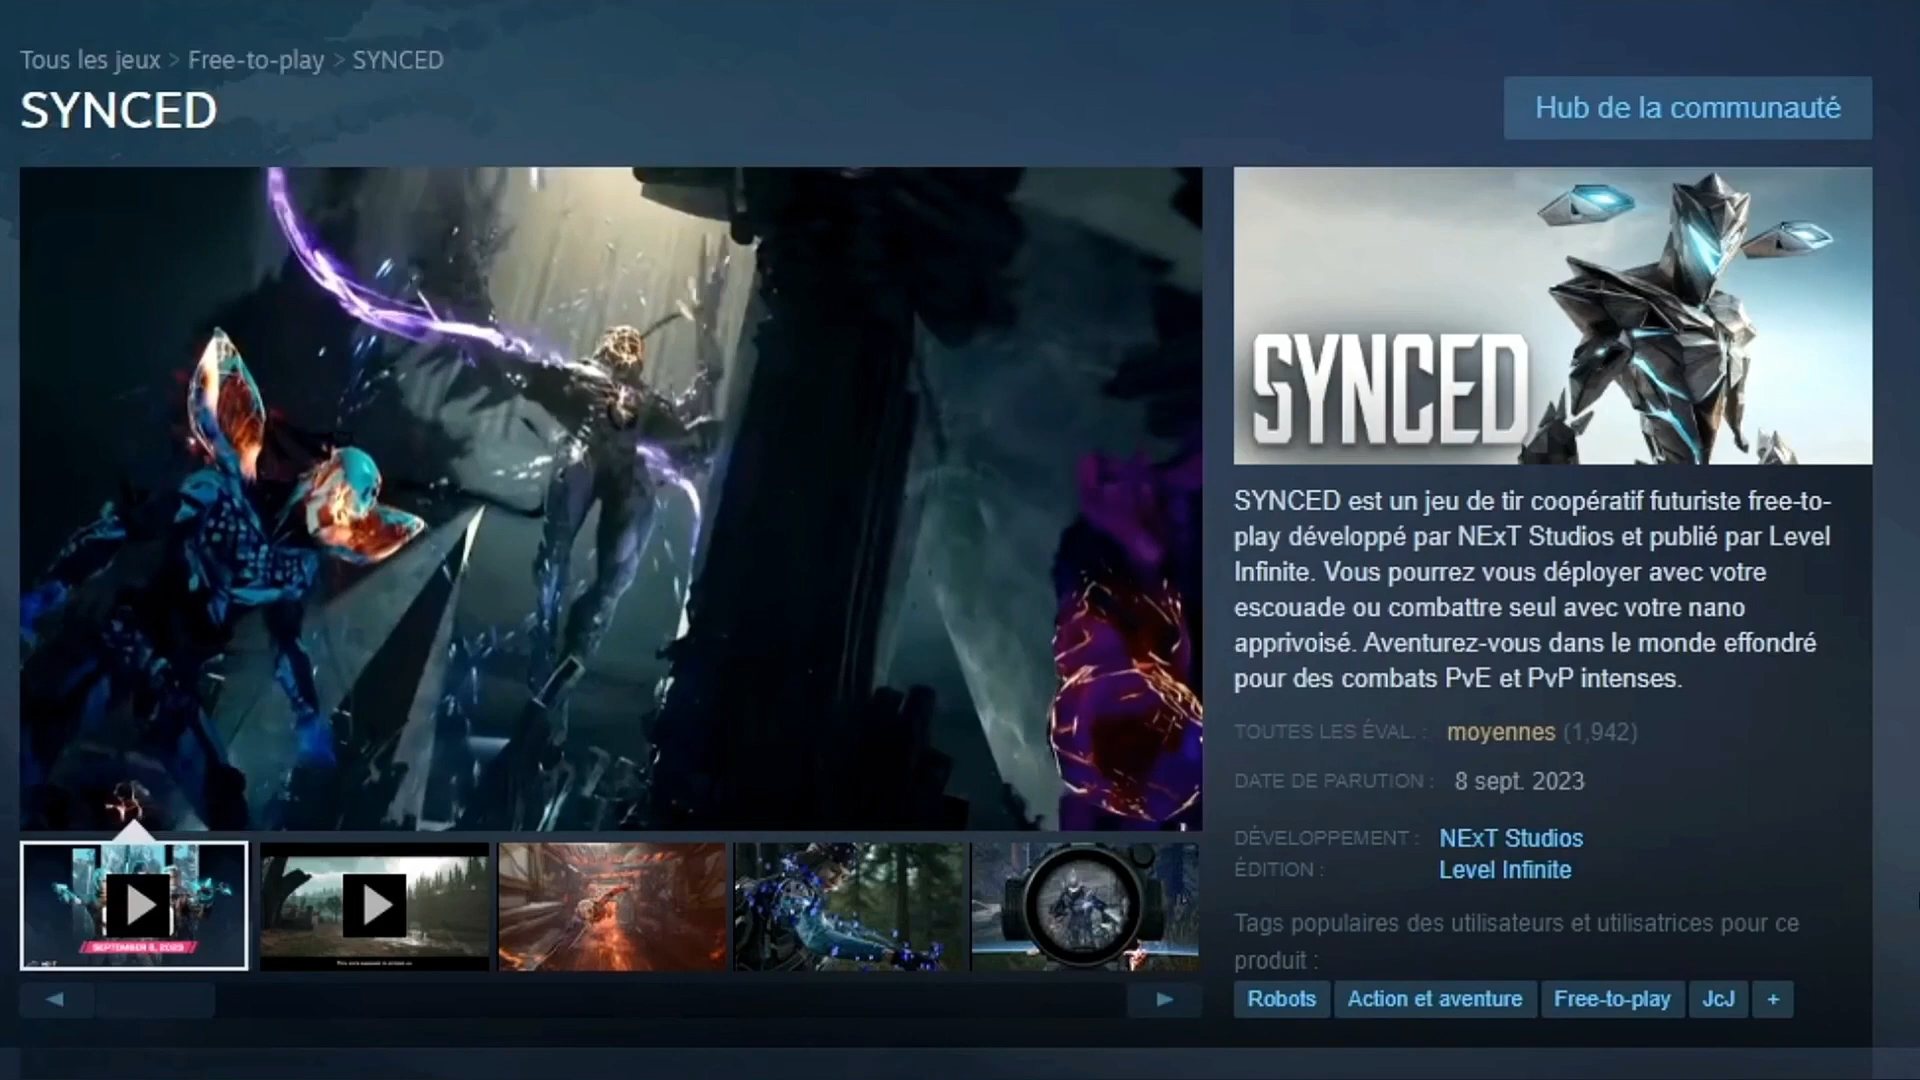 Tous les jeux > Free-to-play > SYNCED
SYNCED
Hub de la communauté
SYNCED
SYNCED est un jeu de tir coopératif futuriste free-to-
play développé par NExT Studios et publié par Level
Infinite. Vous pourrez vous déployer avec votre
escouade ou combattre seul avec votre nano
apprivoisé. Aventurez-vous dans le monde effondré
pour des combats PvE et PvP intenses.
TOUTES LES ÉVAL. : moyennes (1,942)
DATE DE PARUTION : 8 sept. 2023
DÉVELOPPEMENT : NExT Studios
ÉDITION : Level Infinite
Tags populaires des utilisateurs et utilisatrices pour ce
produit :
Robots Action et aventure Free-to-play JcJ +
SEPTEMBER 8, 2023